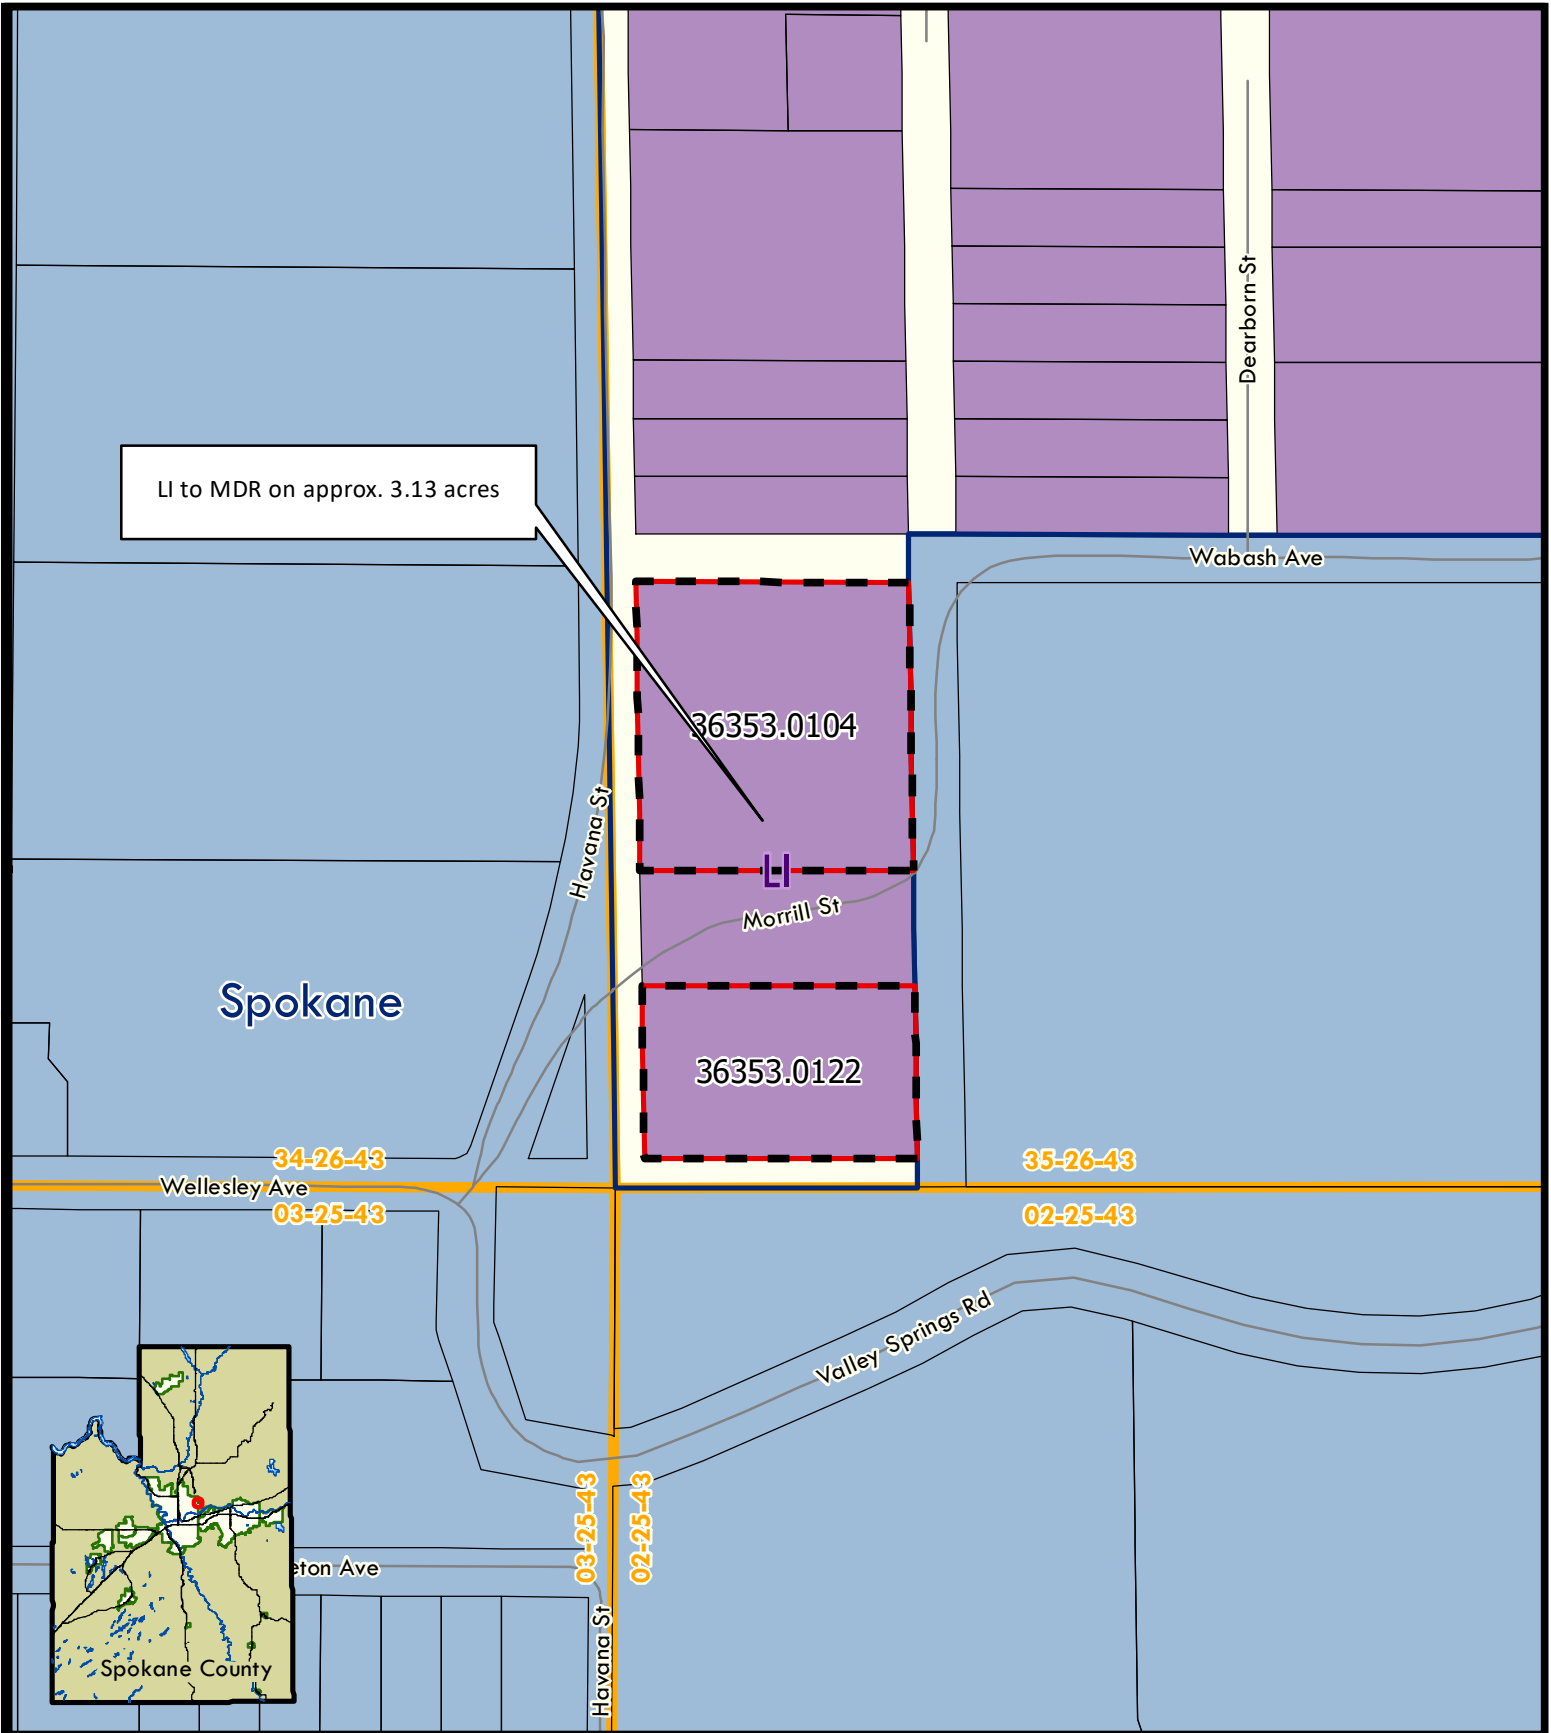 Dearborn St
LI to MDR on approx. 3.13 acres
Wabash Ave
36353.0104
Havana St
LI
Morrill St
Spokane
36353.0122
34-26-43
35-26-43
Wellesley Ave
03-25-43
02-25-43
Valley Springs Rd
03-25-43
02-25-43
eton Ave
Havana St
Spokane County